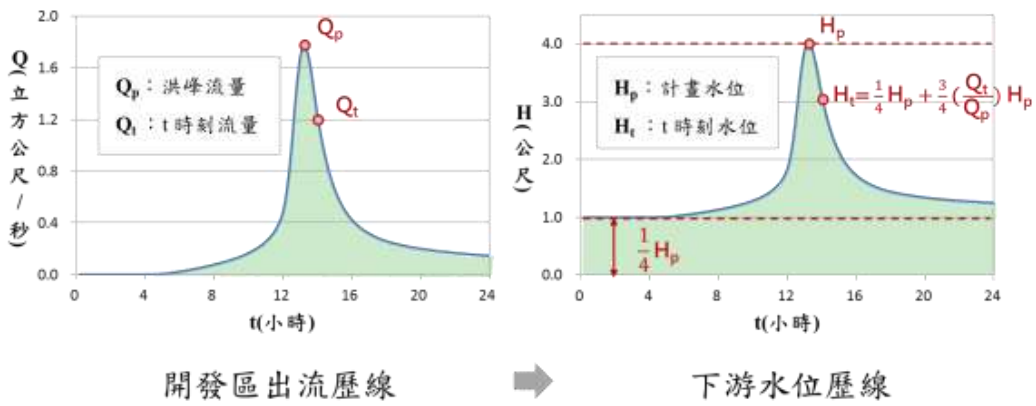 Q(立方公尺/秒)
2.0
1.6
1.2
0.8
0.4
0.0
Qp
Qp：洪峰流量
Qt：t時刻流量
Qt
0 4 8 12 16 20 24
t(小時)
開發區出流歷線
H(公尺)
4.0
3.0
2.0
1.0
0.0
Hp
Hp：計畫水位
Ht：t時刻水位
Ht=1/4 Hp + 3/4 (Qt/Qp) Hp
1/4 Hp
0 4 8 12 16 20 24
t(小時)
下游水位歷線